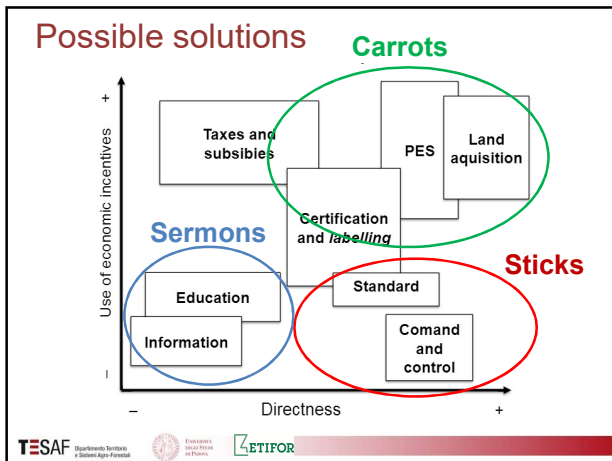 Possible solutions
Carrots
+
Use of economic incentives
Taxes and
subsibies
PES
Land
aquisition
Certification
and labelling
Sermons
Sticks
Standard
Education
Information
Comand
and
control
–
–
Directness
+
TESAF
Dipartimento Territorio
e Sistemi Agro-Forestali
UNIVERSITÀ
DEGLI STUDI
DI PADOVA
ETIFOR